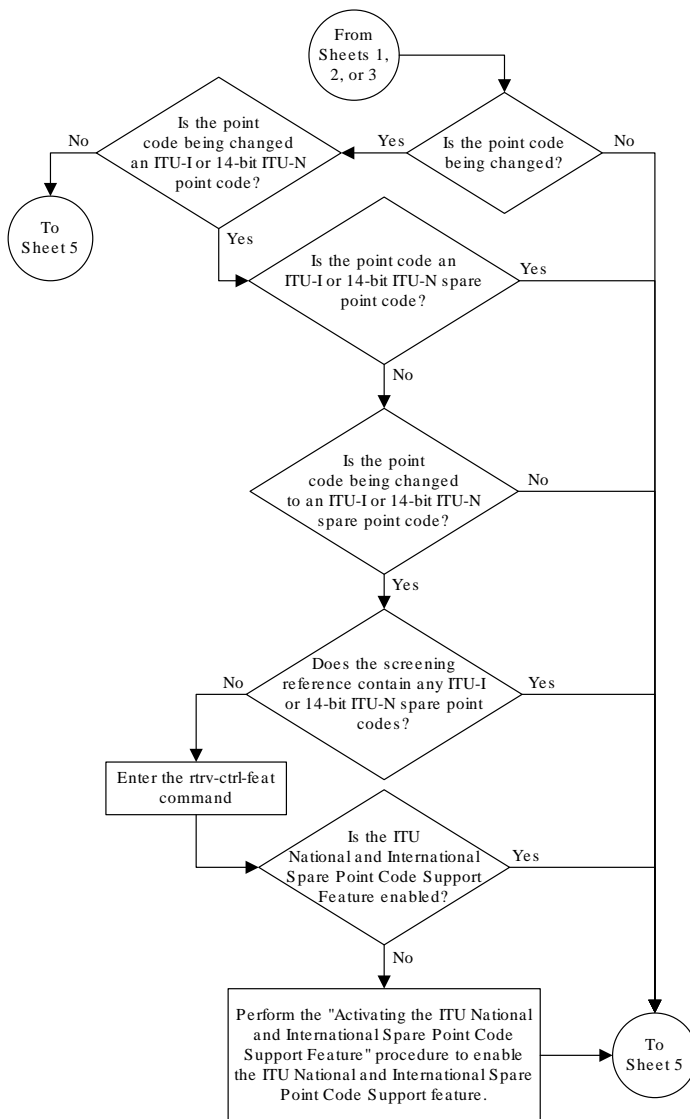 From
Sheets 1,
2, or 3
Is the point code
being changed?
Yes
No
Is the point
code being changed
an ITU-I or 14-bit ITU-N
point code?
No
To
Sheet 5
Yes
Is the point code an
ITU-I or 14-bit ITU-N spare
point code?
Yes
No
Is the point
code being changed
to an ITU-I or 14-bit ITU-N
spare point code?
No
Yes
Does the screening
reference contain any ITU-I
or 14-bit ITU-N spare point
codes?
No
Yes
Enter the rtrv-ctrl-feat
command
Is the ITU
National and International
Spare Point Code Support
Feature enabled?
Yes
No
Perform the "Activating the ITU National
and International Spare Point Code
Support Feature" procedure to enable
the ITU National and International Spare
Point Code Support feature.
To
Sheet 5